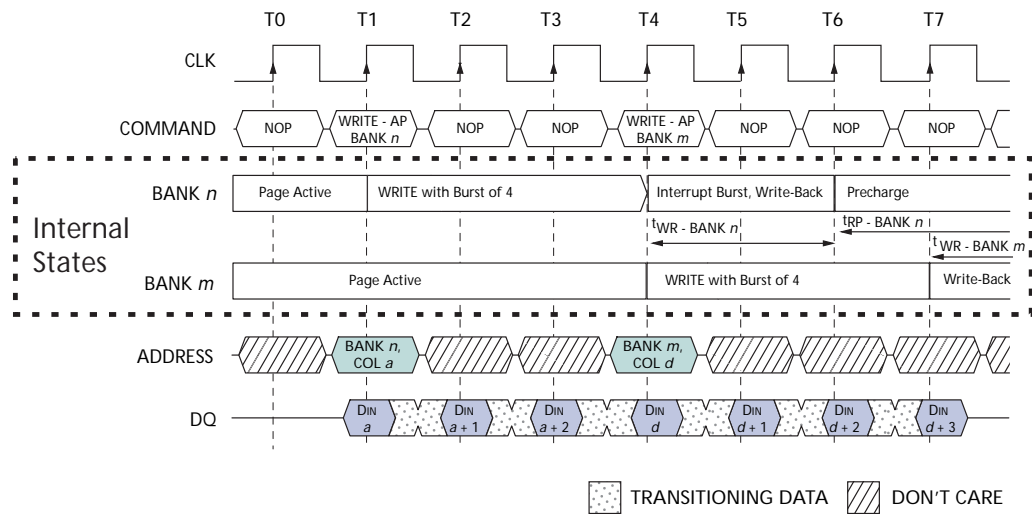 T0 T1 T2 T3 T4 T5 T6 T7
CLK
COMMAND NOP WRITE - AP BANK n NOP NOP WRITE - AP BANK m NOP NOP NOP
Internal States
BANK n Page Active WRITE with Burst of 4 Interrupt Burst, Write-Back Precharge
tWR - BANK n tRP - BANK n
tWR - BANK m
BANK m Page Active WRITE with Burst of 4 Write-Back
ADDRESS BANK n, COL a BANK m, COL d
DQ DIN a DIN a + 1 DIN a + 2 DIN d DIN d + 1 DIN d + 2 DIN d + 3
TRANSITIONING DATA DON'T CARE